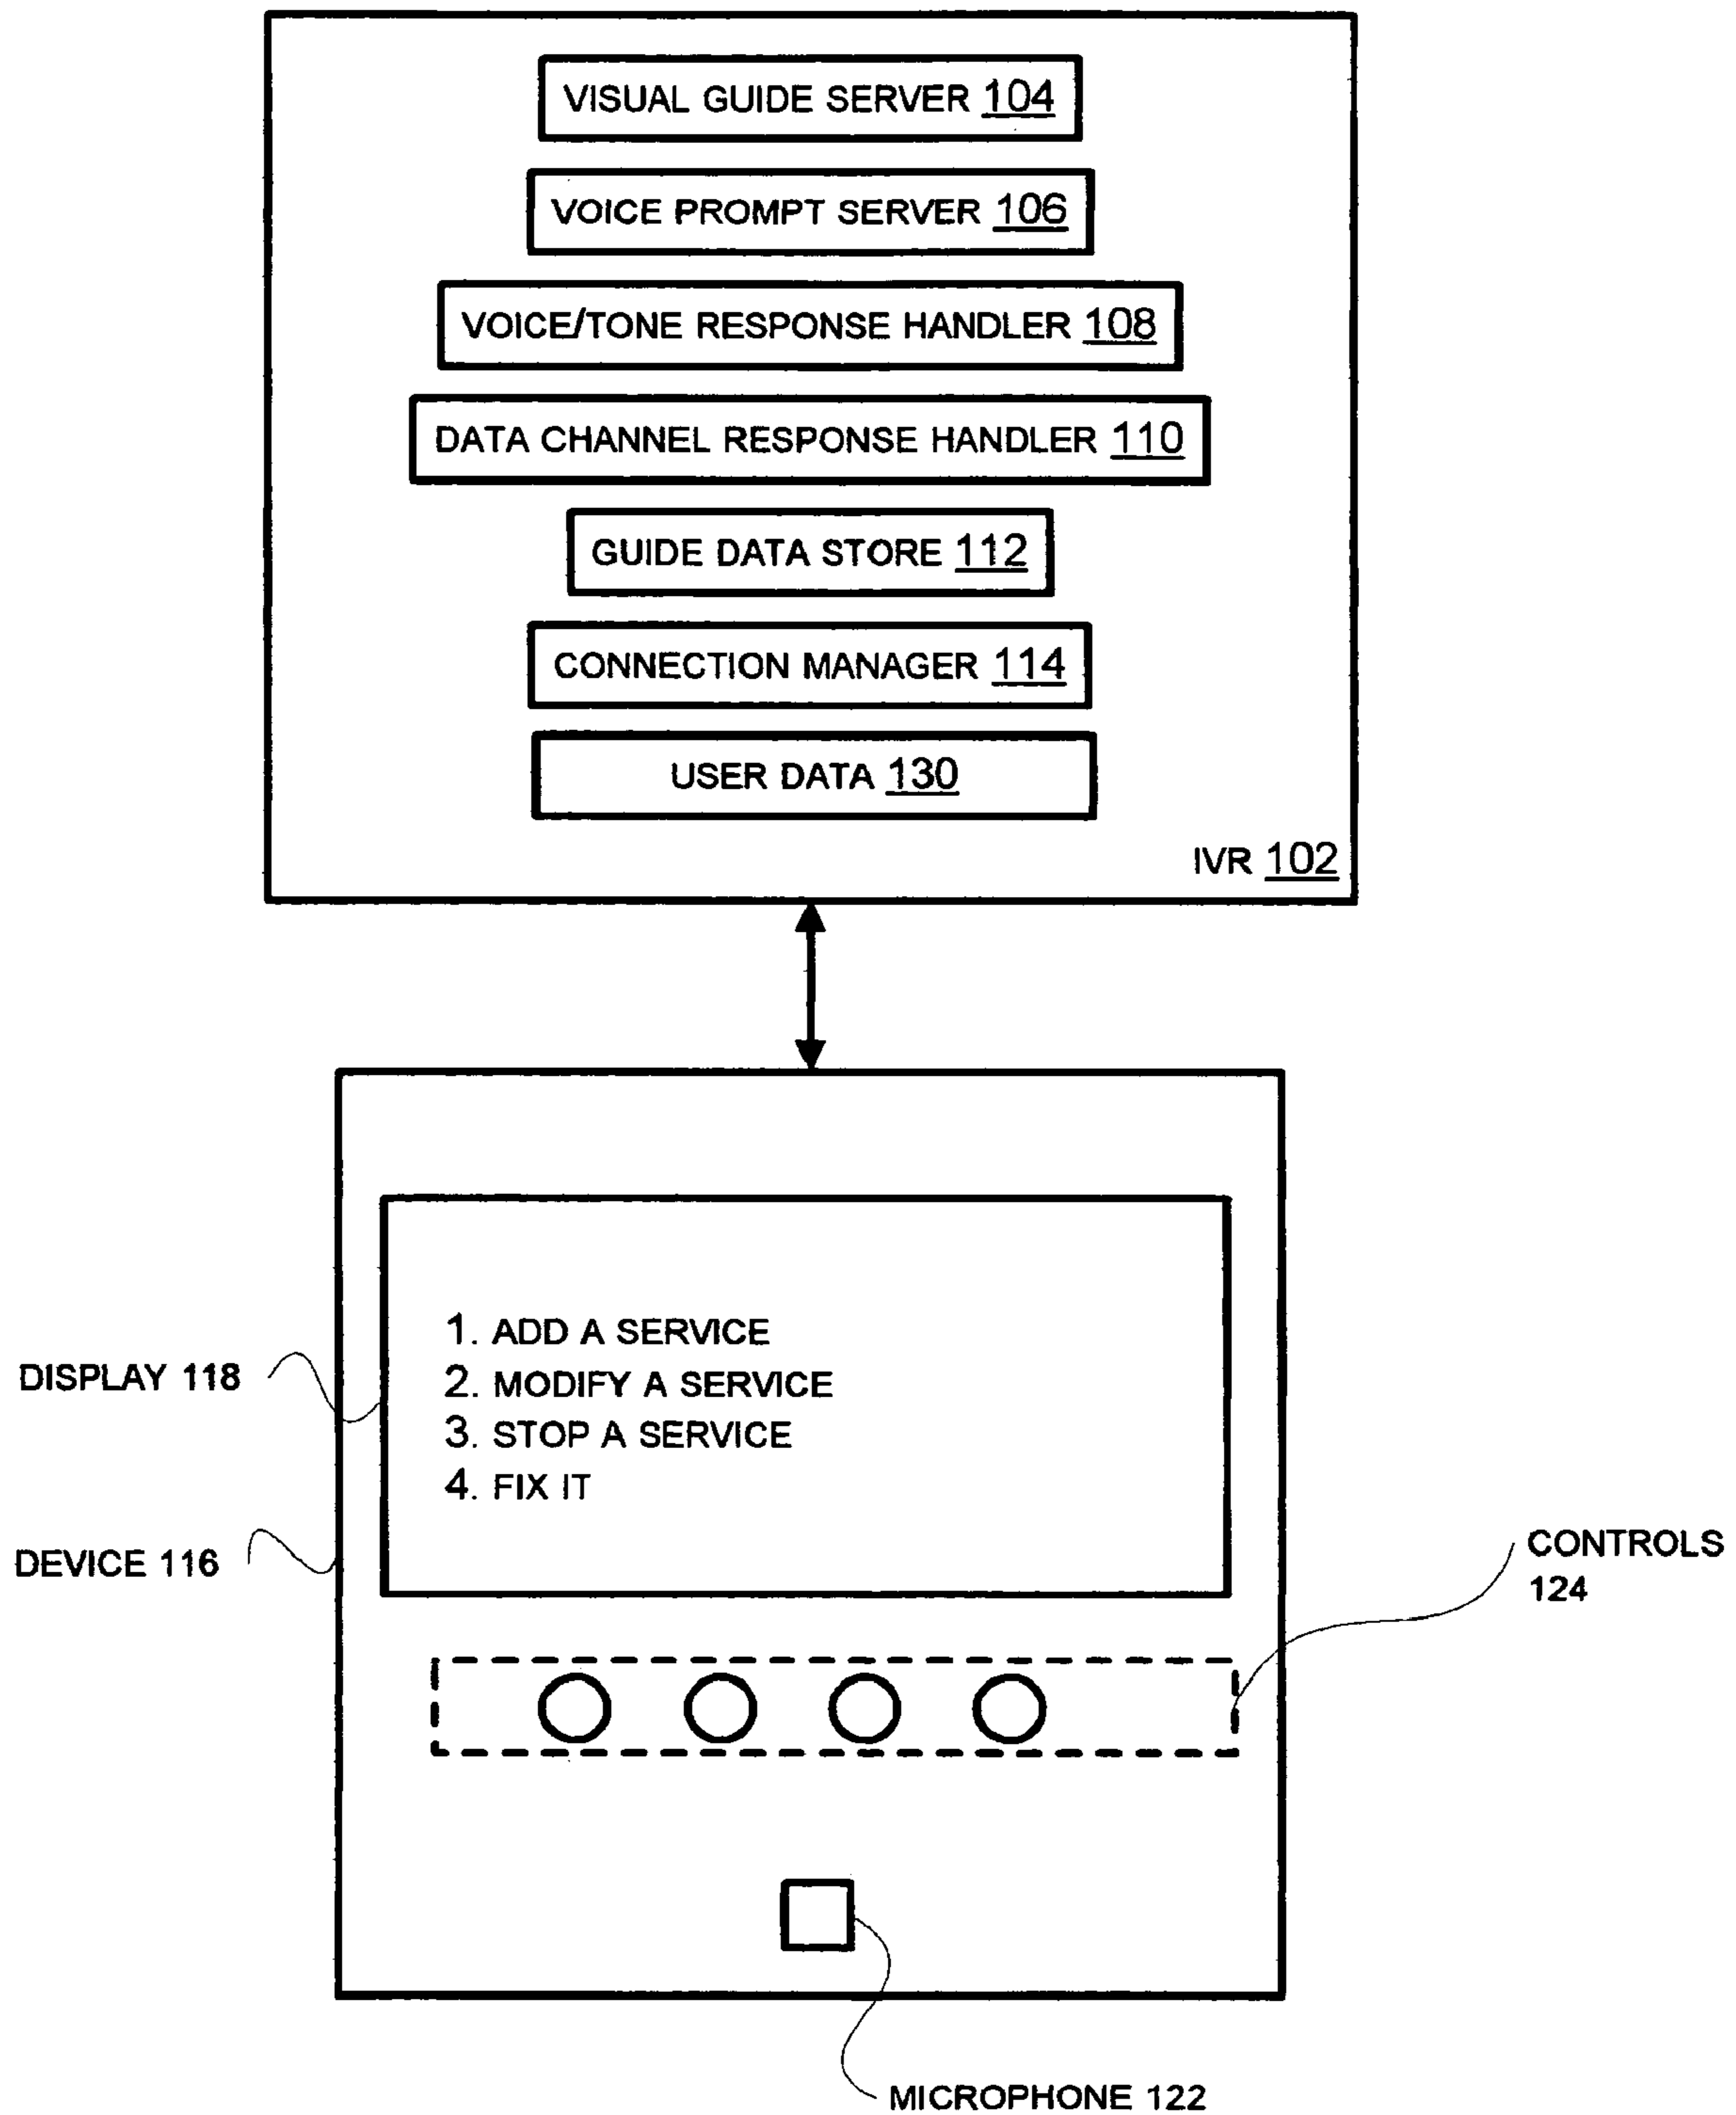 VISUAL GUIDE SERVER 104
VOICE PROMPT SERVER 106
VOICE/TONE RESPONSE HANDLER 108
DATA CHANNEL RESPONSE HANDLER 110
GUIDE DATA STORE 112
CONNECTION MANAGER 114
USER DATA 130
IVR 102
1. ADD A SERVICE
2. MODIFY A SERVICE
3. STOP A SERVICE
4. FIX IT
DISPLAY 118
DEVICE 116
CONTROLS
124
MICROPHONE 122